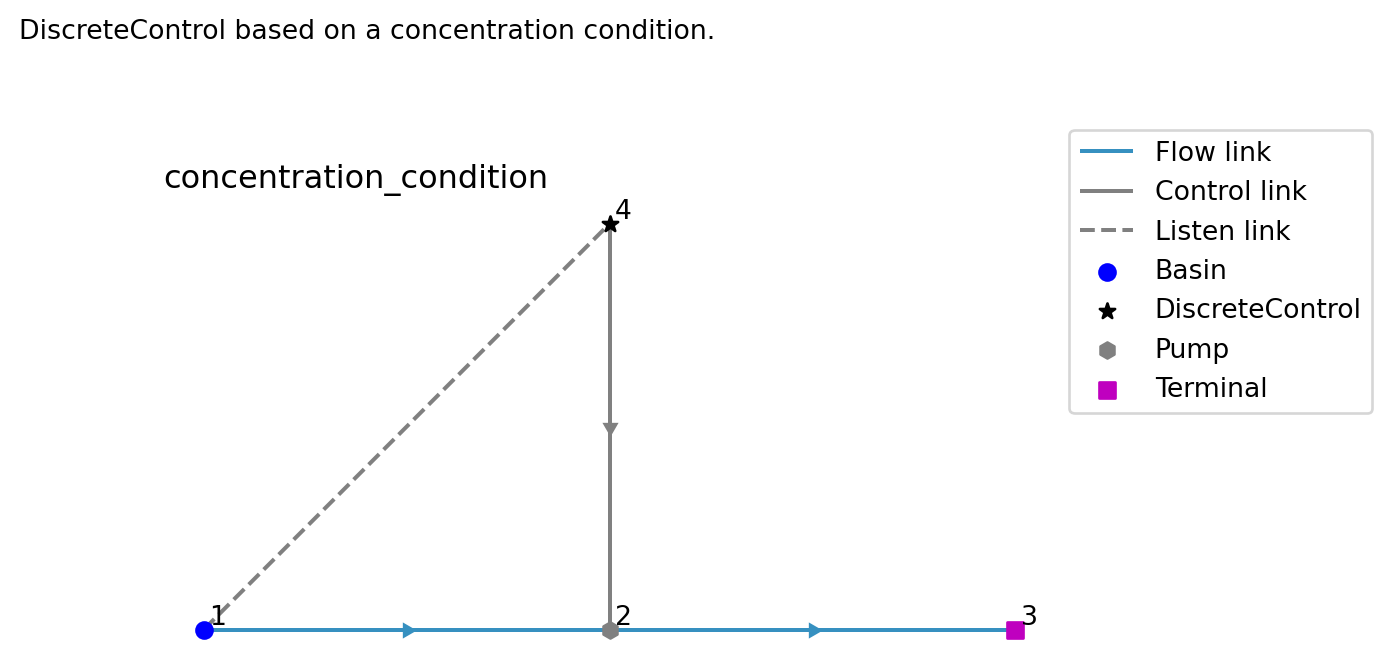 DiscreteControl based on a concentration condition.
concentration_condition
Flow link
Control link
Listen link
Basin
DiscreteControl
Pump
Terminal
4
1
2
3